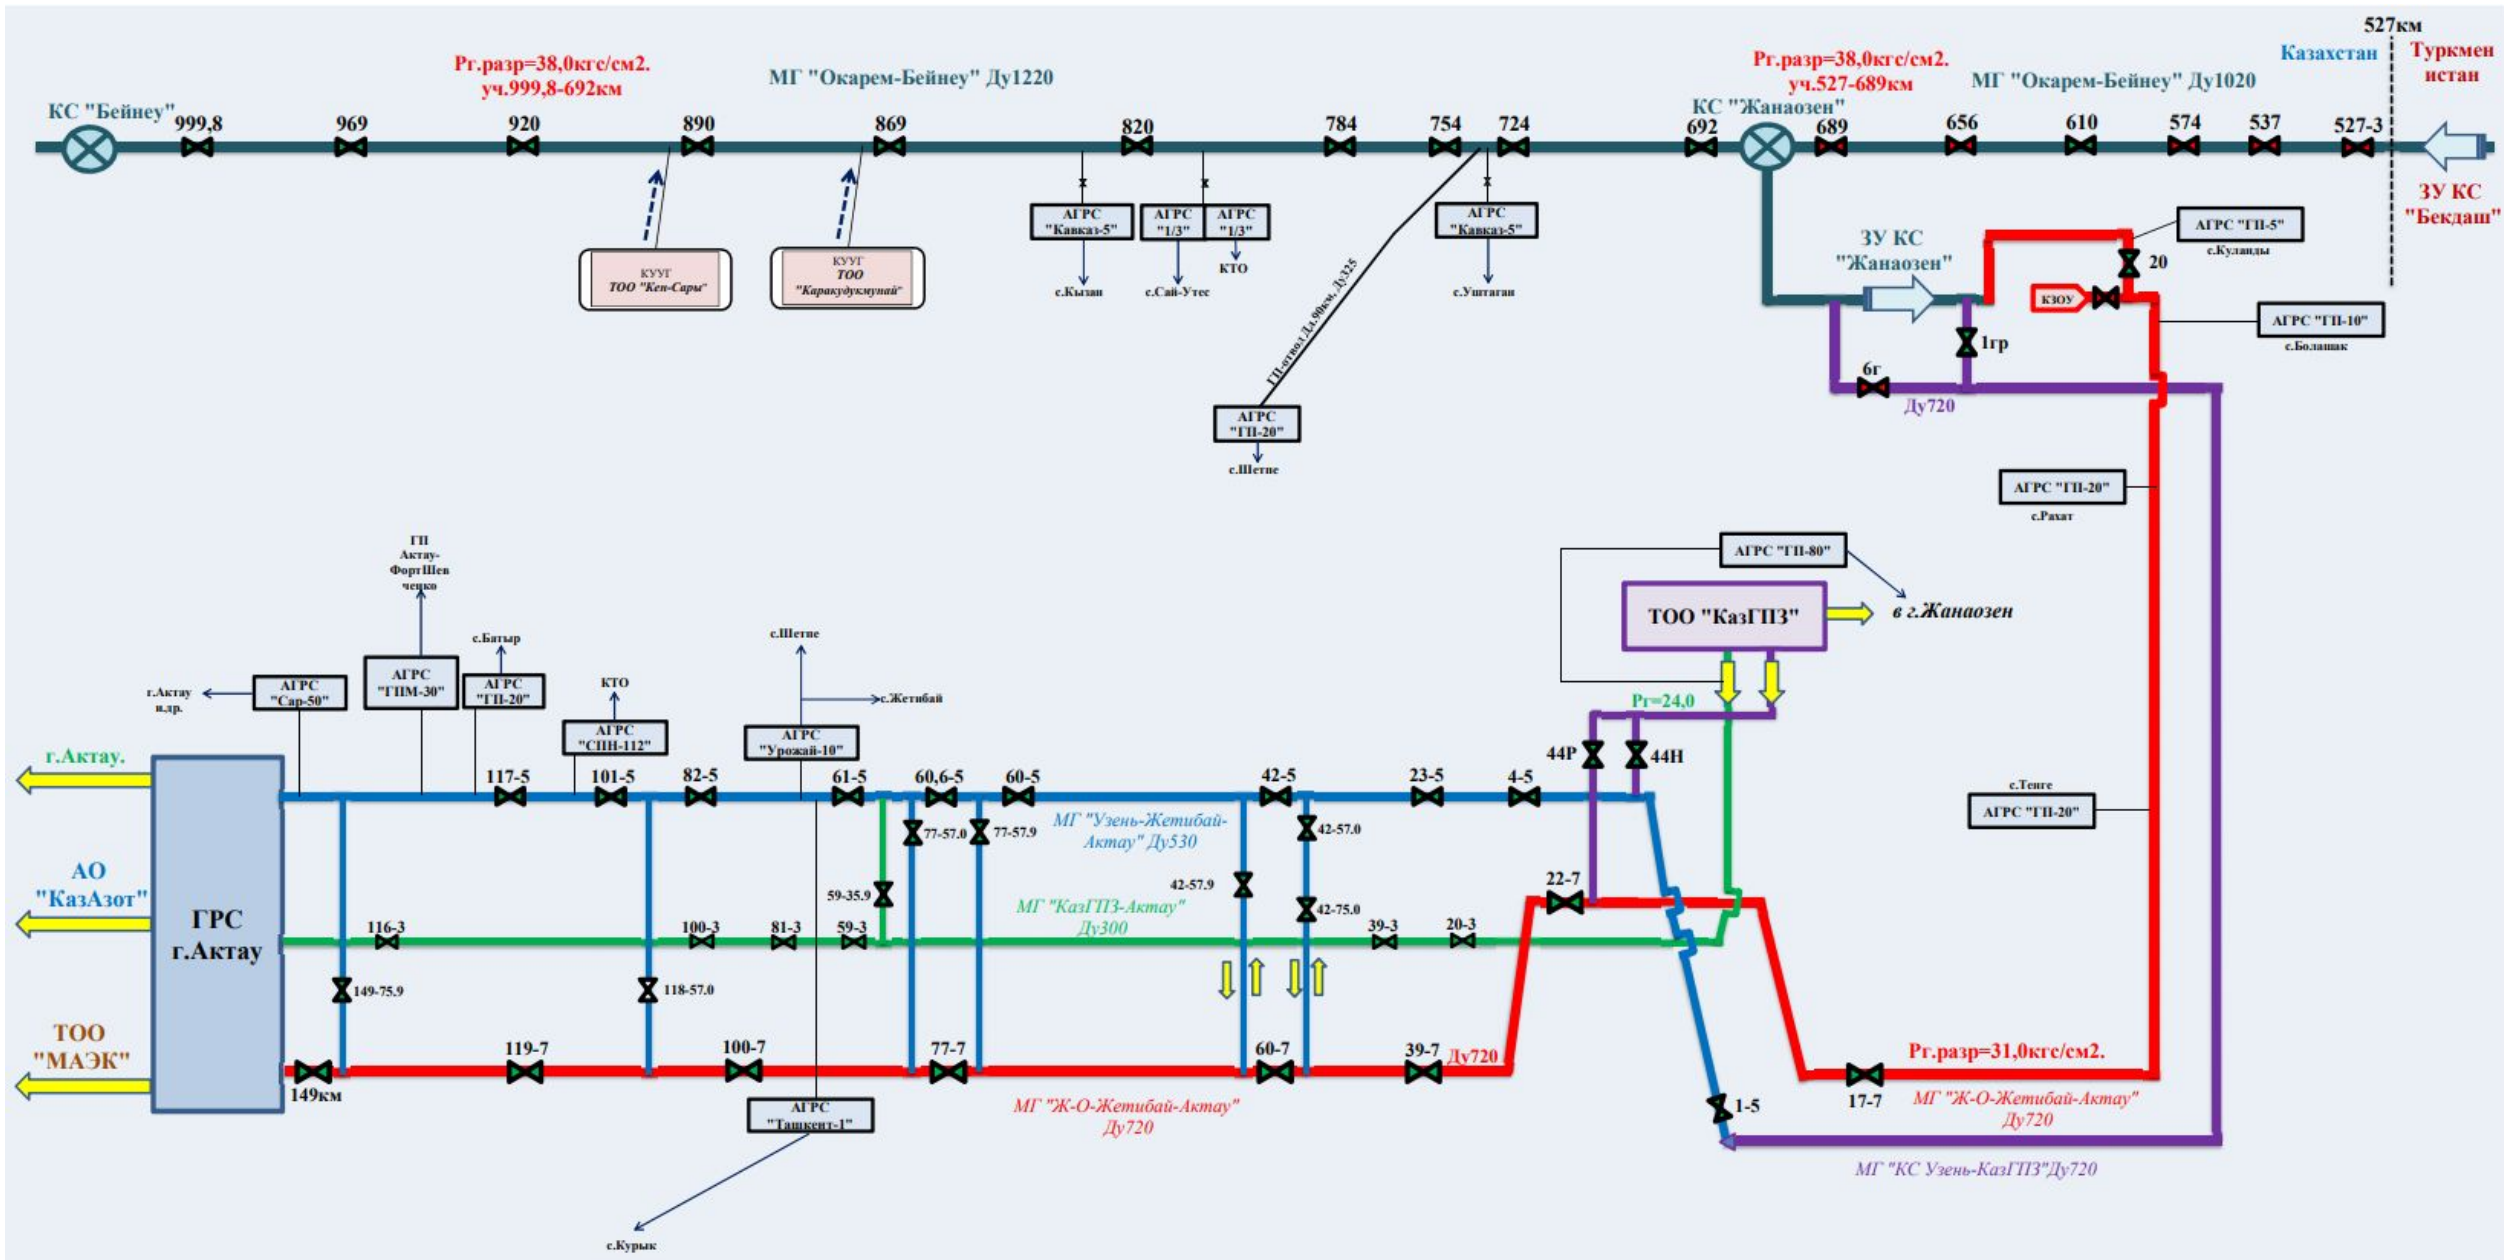 527км
Казахстан
Туркмен
истан
Рг.разр=38,0кгс/см2.
уч.999,8-692км
МГ "Окарем-Бейнеу" Ду1220
Рг.разр=38,0кгс/см2.
уч.527-689км
МГ "Окарем-Бейнеу" Ду1020
КС "Бейнеу"
999,8
969
920
890
869
820
784
754
724
692
КС "Жанаозен"
689
656
610
574
537
527-3
ЗУ КС
"Бекдаш"
КУУГ
ТОО "Кен-Сары"
КУУГ
ТОО
"Каракудукмунай"
АГРС
"Кавказ-5"
с.Кызан
АГРС
"1/3"
АГРС
"1/3"
КТО
с.Сай-Утес
АГРС
"Кавказ-5"
с.Уштаган
ГП-отвод Дл.90км, Ду325
АГРС
"ГП-20"
с.Шетпе
ЗУ КС
"Жанаозен"
АГРС "ГП-5"
с.Куланды
20
КЗОУ
АГРС "ГП-10"
с.Болашак
1гр
6г
Ду720
АГРС "ГП-20"
с.Рахат
АГРС "ГП-80"
ТОО "КазГПЗ"
в г.Жанаозен
Рг=24,0
44Р
44Н
с.Тенге
АГРС "ГП-20"
ГП
Актау-
ФортШев
ченко
с.Батыр
с.Шетпе
КТО
с.Жетибай
г.Актау
и.др.
АГРС
"Сар-50"
АГРС
"ГПМ-30"
АГРС
"ГП-20"
АГРС
"СПН-112"
АГРС
"Урожай-10"
г.Актау.
АО
"КазАзот"
ТОО
"МАЭК"
ГРС
г.Актау
117-5
101-5
82-5
61-5
60,6-5
60-5
42-5
23-5
4-5
77-57.0
77-57.9
МГ "Узень-Жетибай-
Актау" Ду530
42-57.0
59-35.9
42-57.9
42-75.0
22-7
МГ "КазГПЗ-Актау"
Ду300
116-3
100-3
81-3
59-3
39-3
20-3
149-75.9
118-57.0
149км
119-7
100-7
77-7
60-7
39-7
Ду720
МГ "Ж-О-Жетибай-Актау"
Ду720
АГРС
"Ташкент-1"
с.Курык
1-5
17-7
Рг.разр=31,0кгс/см2.
МГ "Ж-О-Жетибай-Актау"
Ду720
МГ "КС Узень-КазГПЗ"Ду720